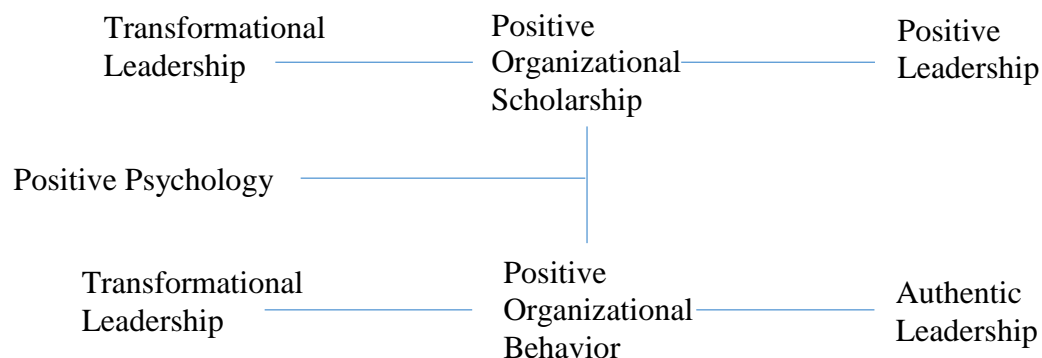 Transformational
Leadership
Positive
Organizational
Scholarship
Positive
Leadership
Positive Psychology
Transformational
Leadership
Positive
Organizational
Behavior
Authentic
Leadership